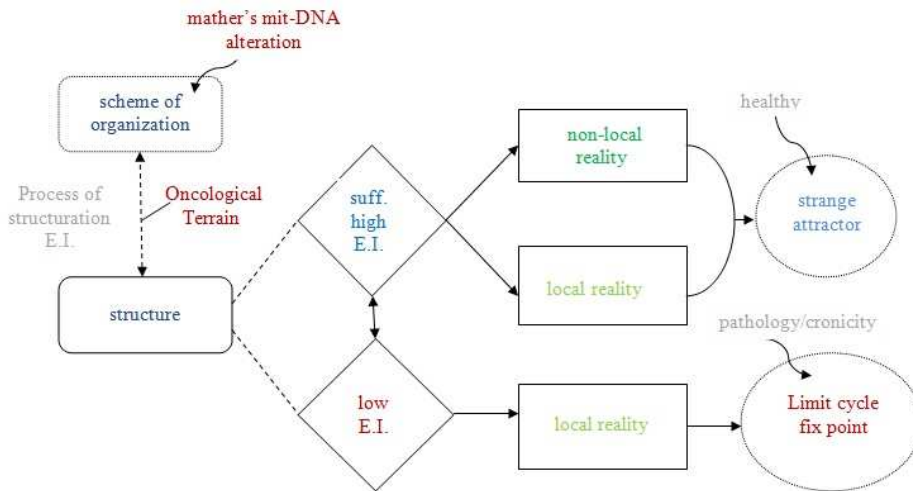 mather's mit-DNA
alteration
scheme of
organization
Process of
structuration
E.I.
Oncological
Terrain
structure
suff.
high
E.I.
low
E.I.
non-local
reality
local reality
local reality
healthy
strange
attractor
pathology/cronicity
Limit cycle
fix point